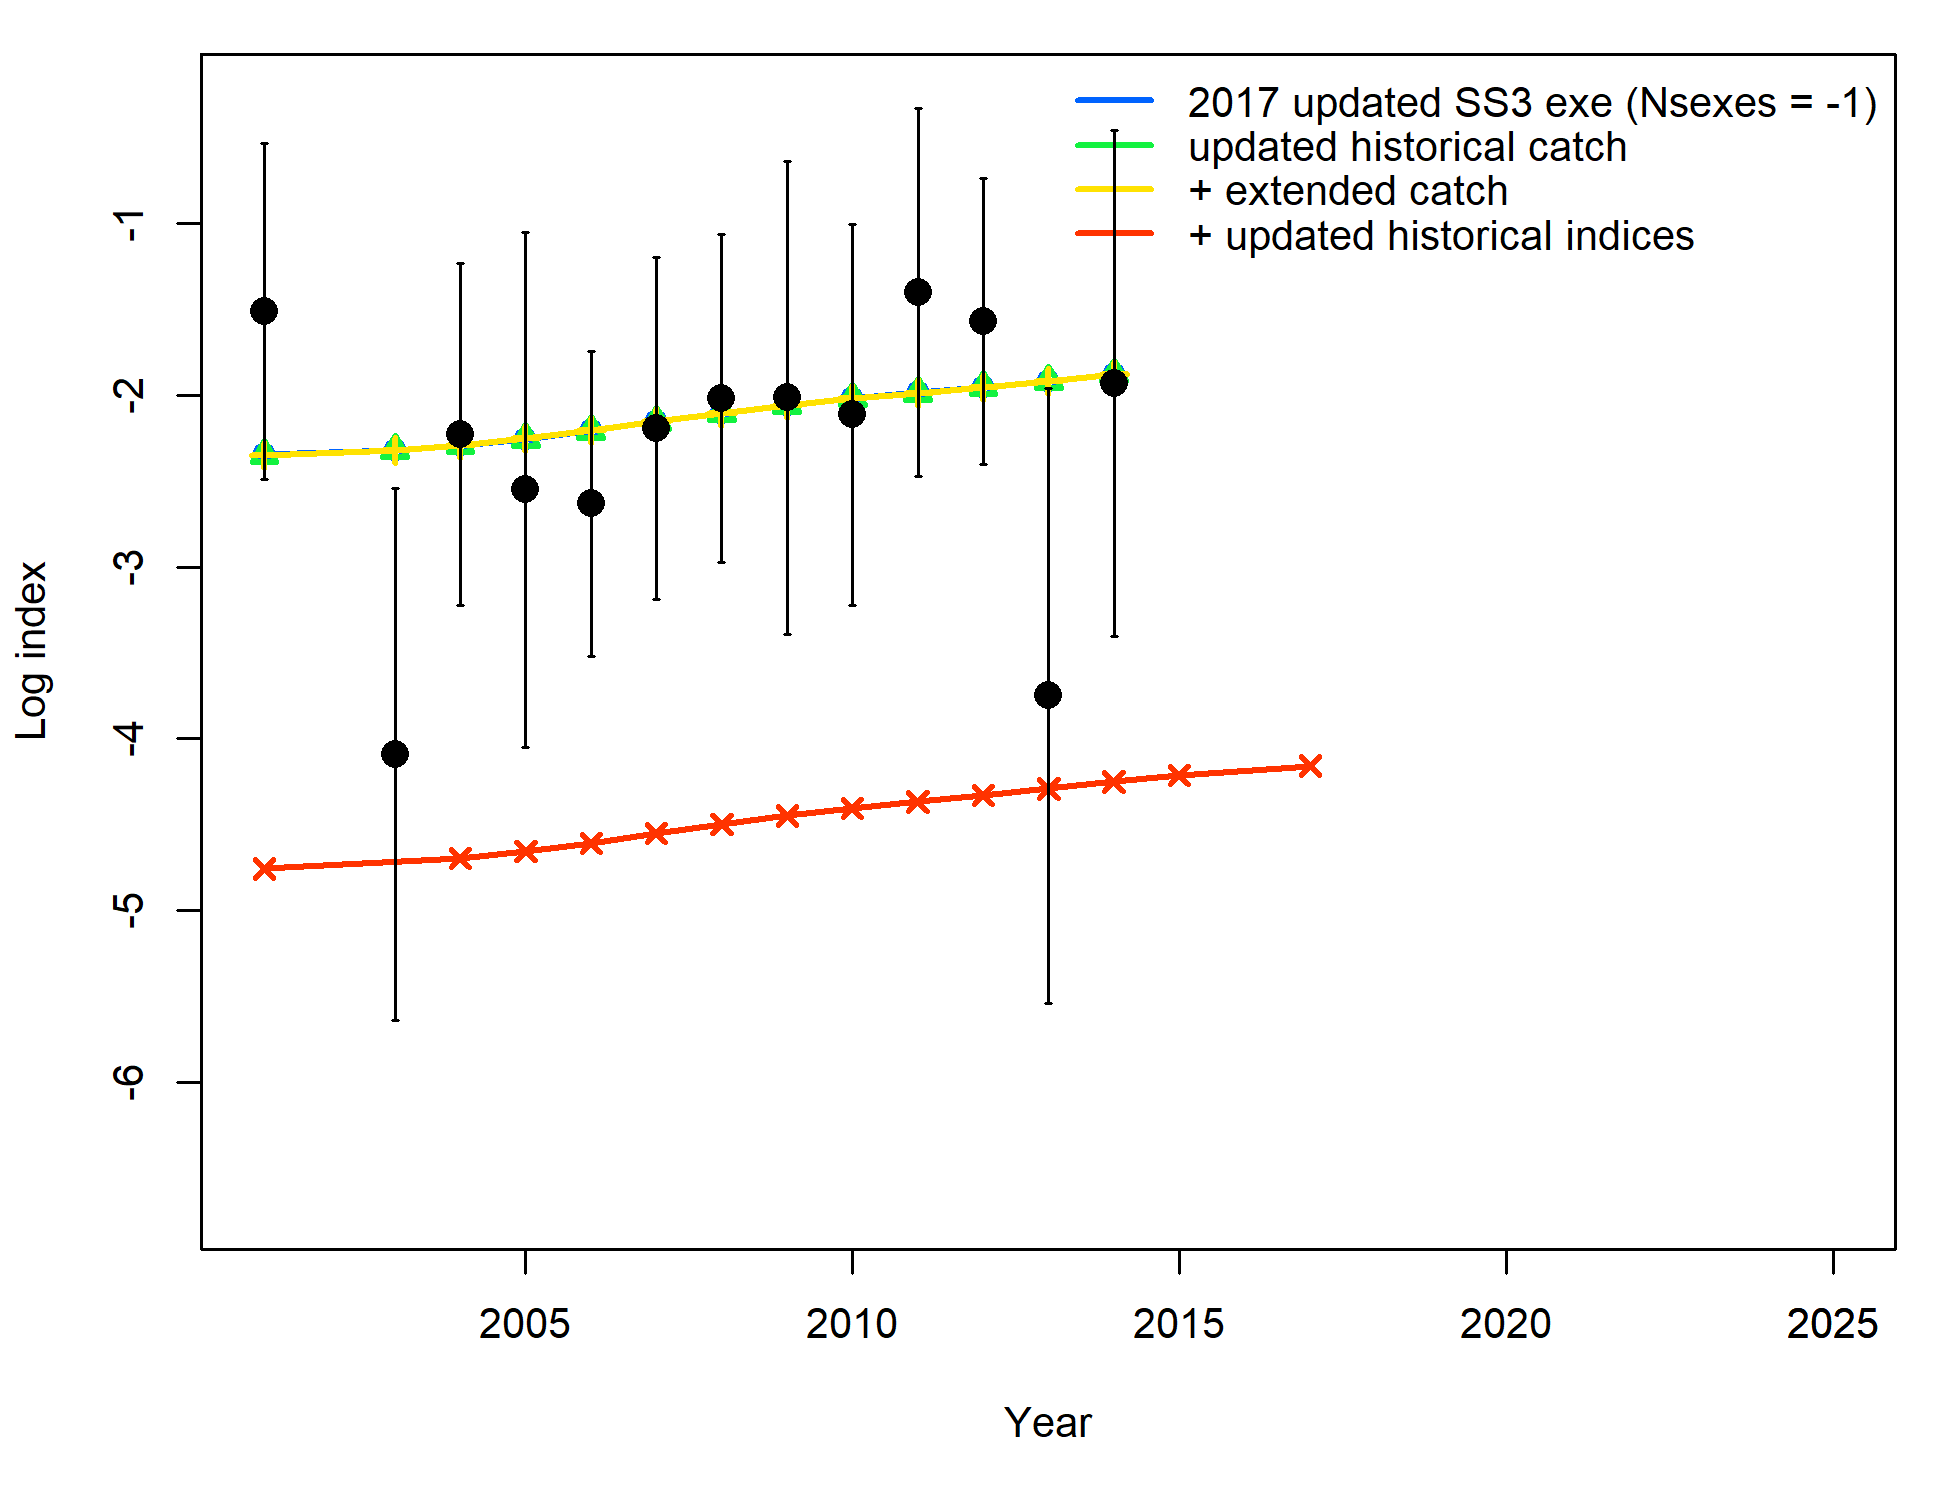 2017 updated SS3 exe (Nsexes = -1)
updated historical catch
+ extended catch
+ updated historical indices
-1
-2
-3
-4
-5
-6
Log index
2005 2010 2015 2020 2025
Year